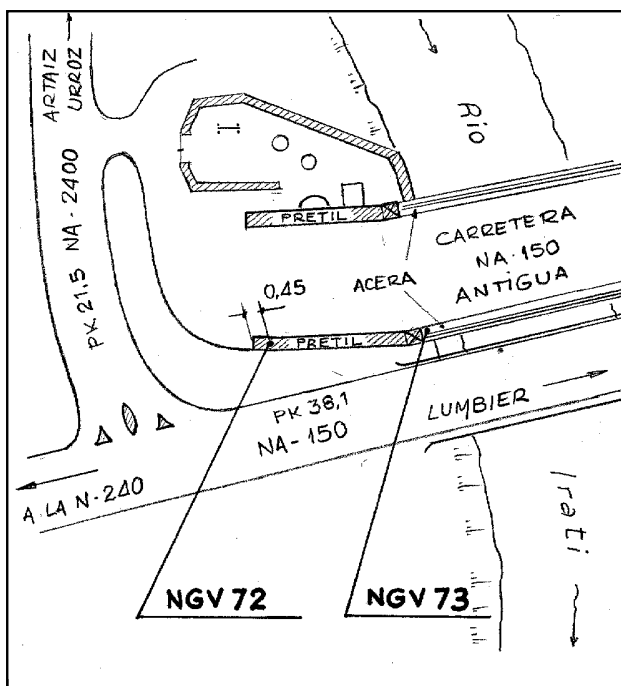 ARTAIZ
URROZ
PK 21,5 NA-2400
Rio
PRETIL
CARRETERA
NA-150
ANTIGUA
0,45
ACERA
PRETIL
PK 38,1
NA-150
LUMBIER
A LA N-240
Irati
NGV 72
NGV 73